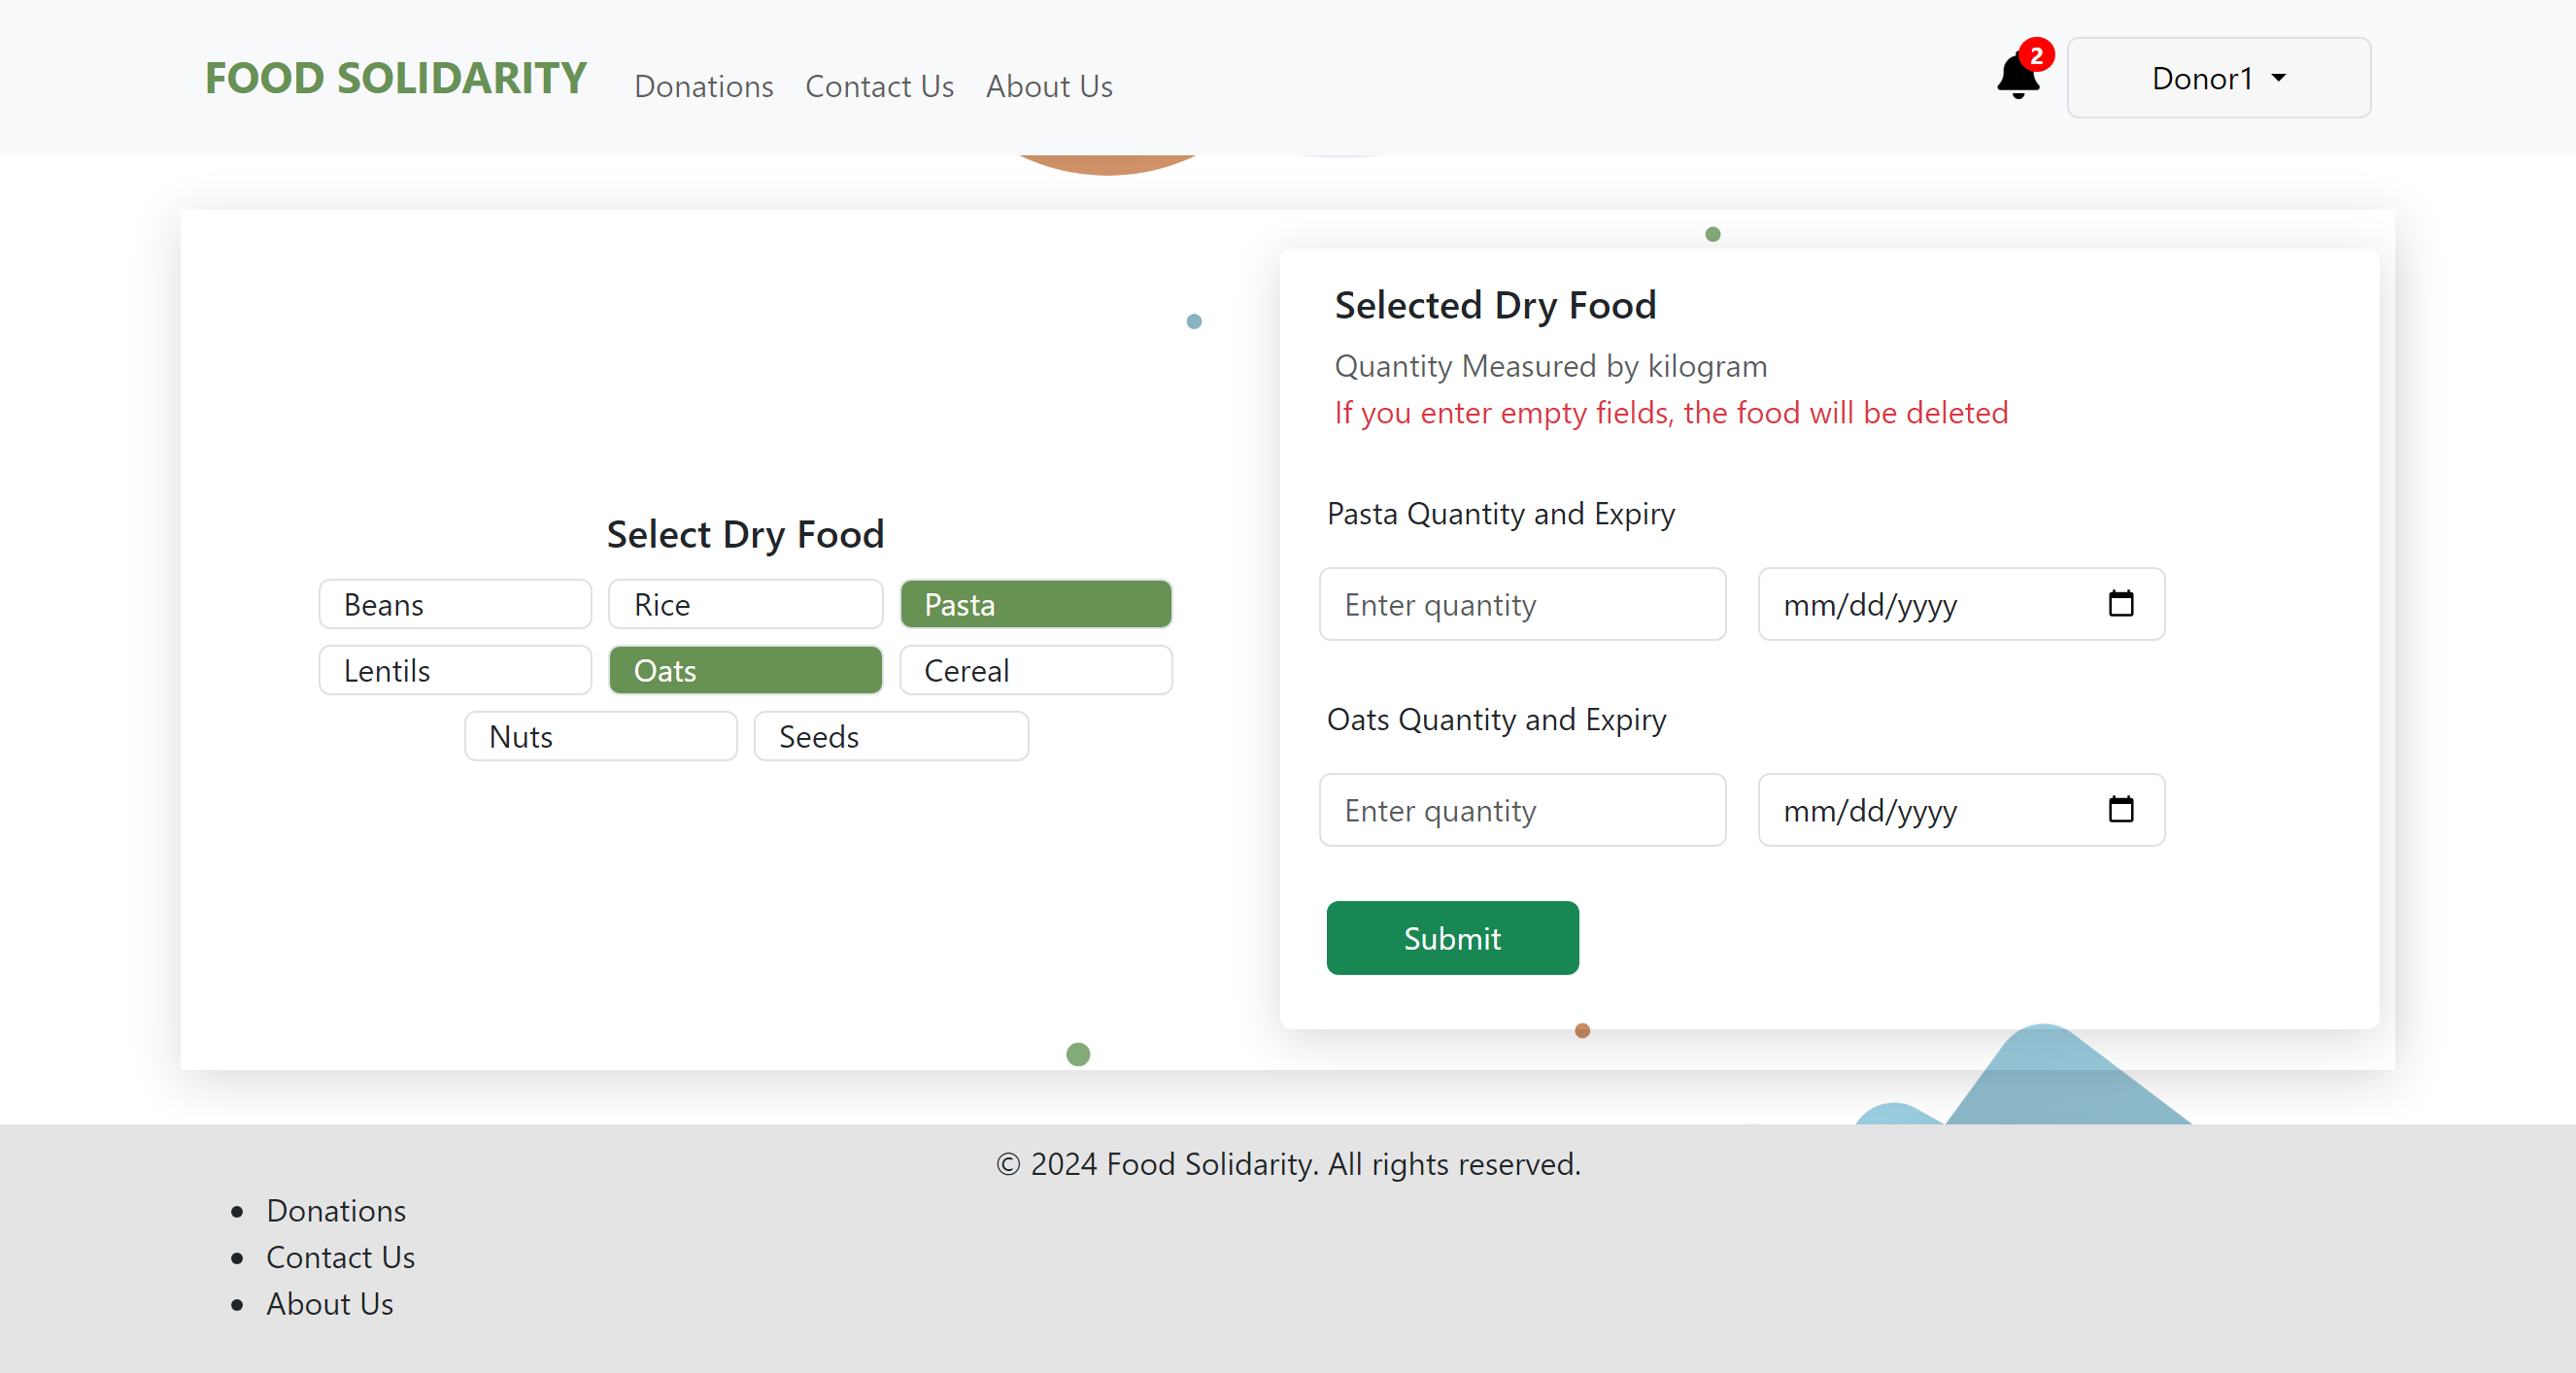 FOOD SOLIDARITY
Donations
Contact Us
About Us
2
Donor1
Select Dry Food
Beans
Rice
Pasta
Lentils
Oats
Cereal
Nuts
Seeds
Selected Dry Food
Quantity Measured by kilogram
If you enter empty fields, the food will be deleted
Pasta Quantity and Expiry
Enter quantity
mm/dd/yyyy
Oats Quantity and Expiry
Enter quantity
mm/dd/yyyy
Submit
© 2024 Food Solidarity. All rights reserved.
Donations
Contact Us
About Us